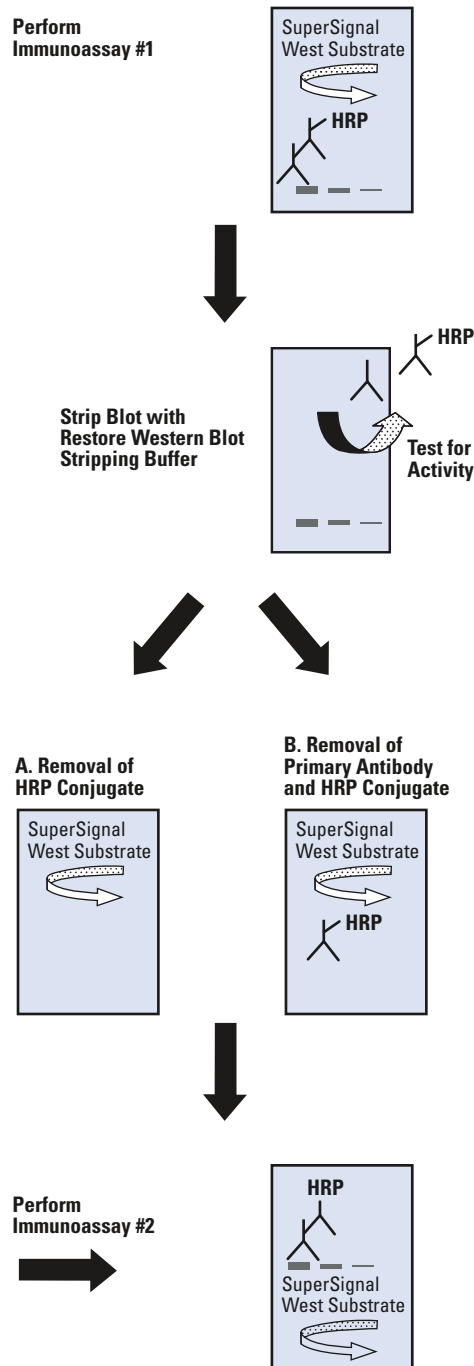 Perform
Immunoassay #1
SuperSignal
West Substrate
HRP
HRP
Strip Blot with
Restore Western Blot
Stripping Buffer
Test for
Activity
A. Removal of
HRP Conjugate
SuperSignal
West Substrate
B. Removal of
Primary Antibody
and HRP Conjugate
SuperSignal
West Substrate
HRP
Perform
Immunoassay #2
HRP
SuperSignal
West Substrate